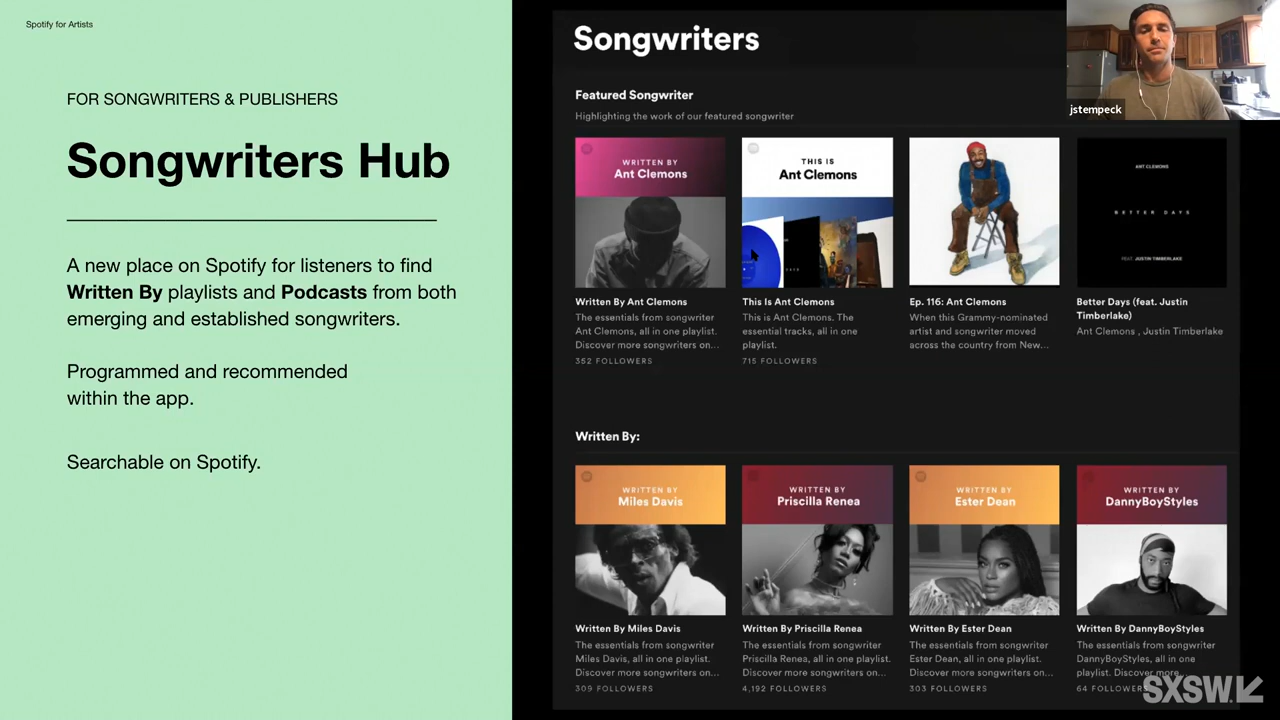 Spotify for Artists
FOR SONGWRITERS & PUBLISHERS
Songwriters Hub
A new place on Spotify for listeners to find
Written By playlists and Podcasts from both
emerging and established songwriters.
Programmed and recommended
within the app.
Searchable on Spotify.
Songwriters
jstempeck
Featured Songwriter
Highlighting the work of our featured songwriter
WRITTEN BY
Ant Clemons
THIS IS
Ant Clemons
ANT CLEMONS
BETTER DAYS
FEAT. JUSTIN TIMBERLAKE
Written By Ant Clemons
The essentials from songwriter
Ant Clemons, all in one playlist.
Discover more songwriters on...
352 FOLLOWERS
This Is Ant Clemons
This is Ant Clemons. The
essential tracks, all in one
playlist.
715 FOLLOWERS
Ep. 116: Ant Clemons
When this Grammy-nominated
artist and songwriter moved
across the country from New...
Better Days (feat. Justin
Timberlake)
Ant Clemons , Justin Timberlake
Written By:
WRITTEN BY
Miles Davis
WRITTEN BY
Priscilla Renea
WRITTEN BY
Ester Dean
WRITTEN BY
DannyBoyStyles
Written By Miles Davis
The essentials from songwriter
Miles Davis, all in one playlist.
Discover more songwriters on...
309 FOLLOWERS
Written By Priscilla Renea
The essentials from songwriter
Priscilla Renea, all in one playlist.
Discover more songwriters on...
4,192 FOLLOWERS
Written By Ester Dean
The essentials from songwriter
Ester Dean, all in one playlist.
Discover more songwriters on...
303 FOLLOWERS
Written By DannyBoyStyles
The essentials from songwriter
DannyBoyStyles, all in one
playlist. Discover more...
64 FOLLOWERS
SXSW.